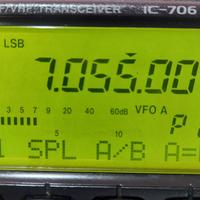 TRANSCEIVER IC-706
LSB
7.055.00
3 5 7 9 20 40 60dB VFO A
5 10
SPL A/B A=